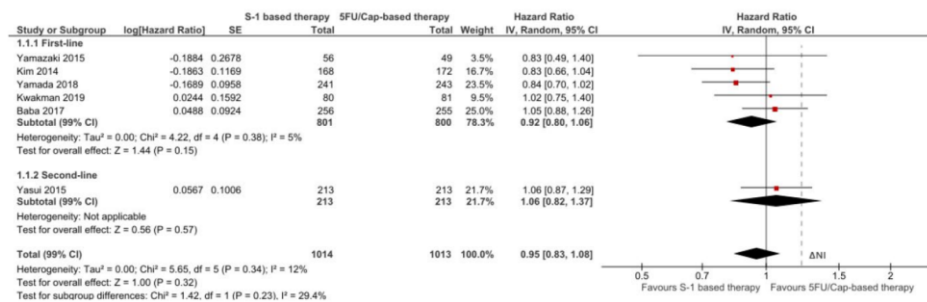 S-1 based therapy 5FU/Cap-based therapy Hazard Ratio Hazard Ratio
Study or Subgroup log[Hazard Ratio] SE Total Total Weight IV, Random, 95% CI IV, Random, 95% CI
1.1.1 First-line
Yamazaki 2015 -0.1884 0.2678 56 49 3.5% 0.83 [0.49, 1.40]
Kim 2014 -0.1863 0.1169 168 172 16.7% 0.83 [0.66, 1.04]
Yamada 2018 -0.1689 0.0958 241 243 23.5% 0.84 [0.70, 1.02]
Kwakman 2019 0.0244 0.1592 80 81 9.6% 1.02 [0.75, 1.40]
Baba 2017 0.0488 0.0924 256 255 25.0% 1.05 [0.88, 1.26]
Subtotal (99% CI) 801 800 78.3% 0.92 [0.80, 1.06]
Heterogeneity: Tau² = 0.00; Chi² = 4.22, df = 4 (P = 0.38); I² = 5%
Test for overall effect: Z = 1.44 (P = 0.15)
1.1.2 Second-line
Yasui 2015 0.0567 0.1006 213 213 21.7% 1.06 [0.87, 1.29]
Subtotal (99% CI) 213 213 21.7% 1.06 [0.82, 1.37]
Heterogeneity: Not applicable
Test for overall effect: Z = 0.56 (P = 0.57)
Total (99% CI) 1014 1013 100.0% 0.95 [0.83, 1.08]
ΔNI
Heterogeneity: Tau² = 0.00; Chi² = 5.65, df = 5 (P = 0.34); I² = 12%
Test for overall effect: Z = 1.00 (P = 0.32)
Test for subgroup differences: Chi² = 1.42, df = 1 (P = 0.23), I² = 29.4%
0.5 0.7 1 1.5 2
Favours S-1 based therapy Favours 5FU/Cap-based therapy